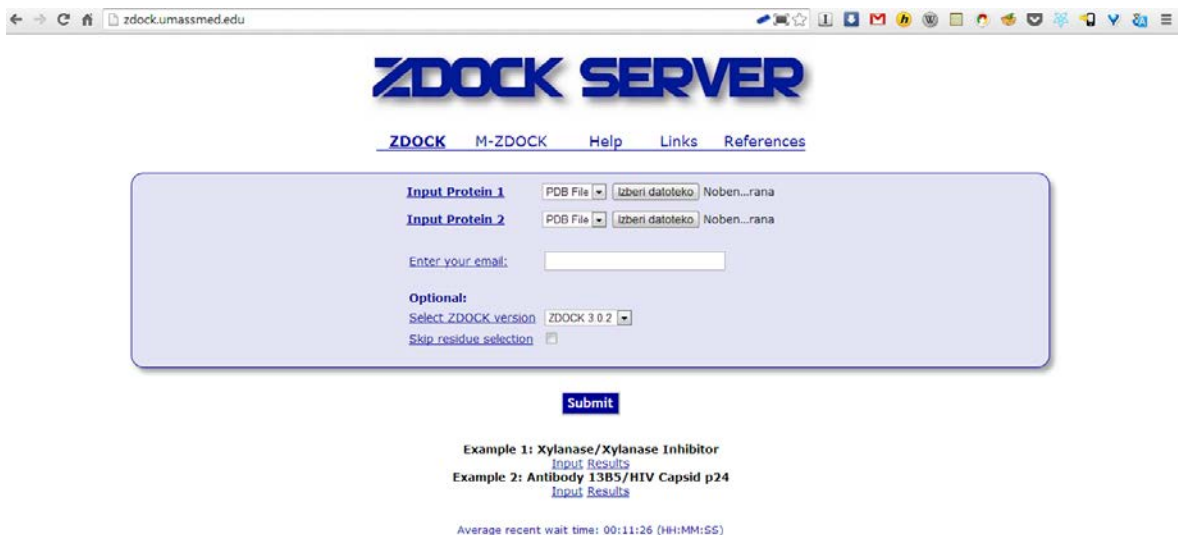 zdock.umassmed.edu
ZDOCK SERVER
ZDOCK M-ZDOCK Help Links References
Input Protein 1 PDB File Izberi datoteko Noben...rana
Input Protein 2 PDB File Izberi datoteko Noben...rana
Enter your email:
Optional:
Select ZDOCK version ZDOCK 3.0.2
Skip residue selection
Submit
Example 1: Xylanase/Xylanase Inhibitor
Input Results
Example 2: Antibody 13B5/HIV Capsid p24
Input Results
Average recent wait time: 00:11:26 (HH:MM:SS)